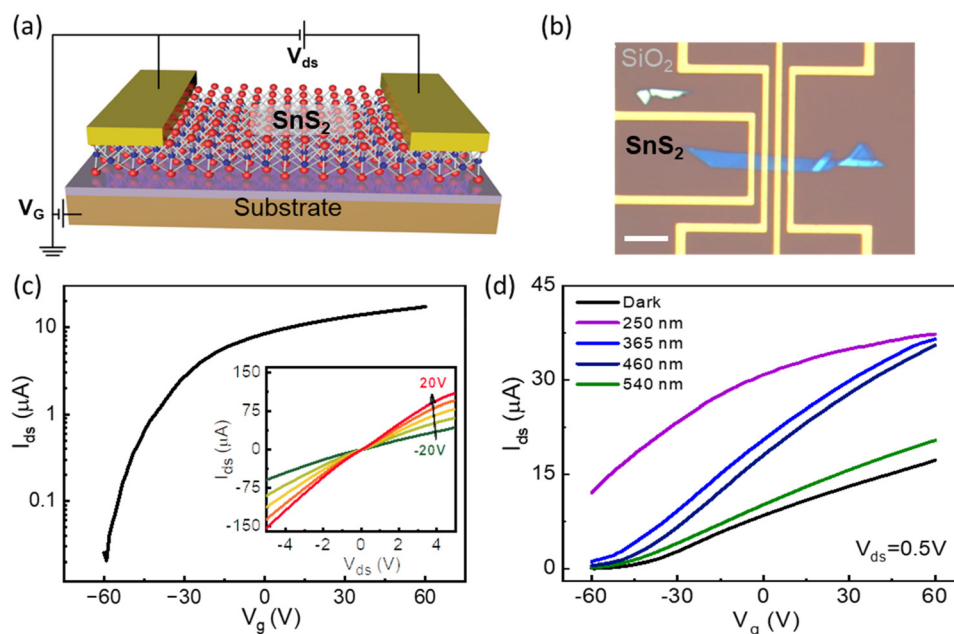 (a)
V_ds
SnS₂
V_G
Substrate
(b)
SiO₂
SnS₂
(c)
I_ds (μA)
10
1
0.1
−60
−30
0
30
60
V_g (V)
I_ds (μA)
150
75
0
-75
-150
20V
-20V
-4
-2
0
2
4
V_ds (V)
(d)
I_ds (μA)
45
30
15
0
Dark
250 nm
365 nm
460 nm
540 nm
V_ds=0.5V
-60
-30
0
30
60
V_g (V)